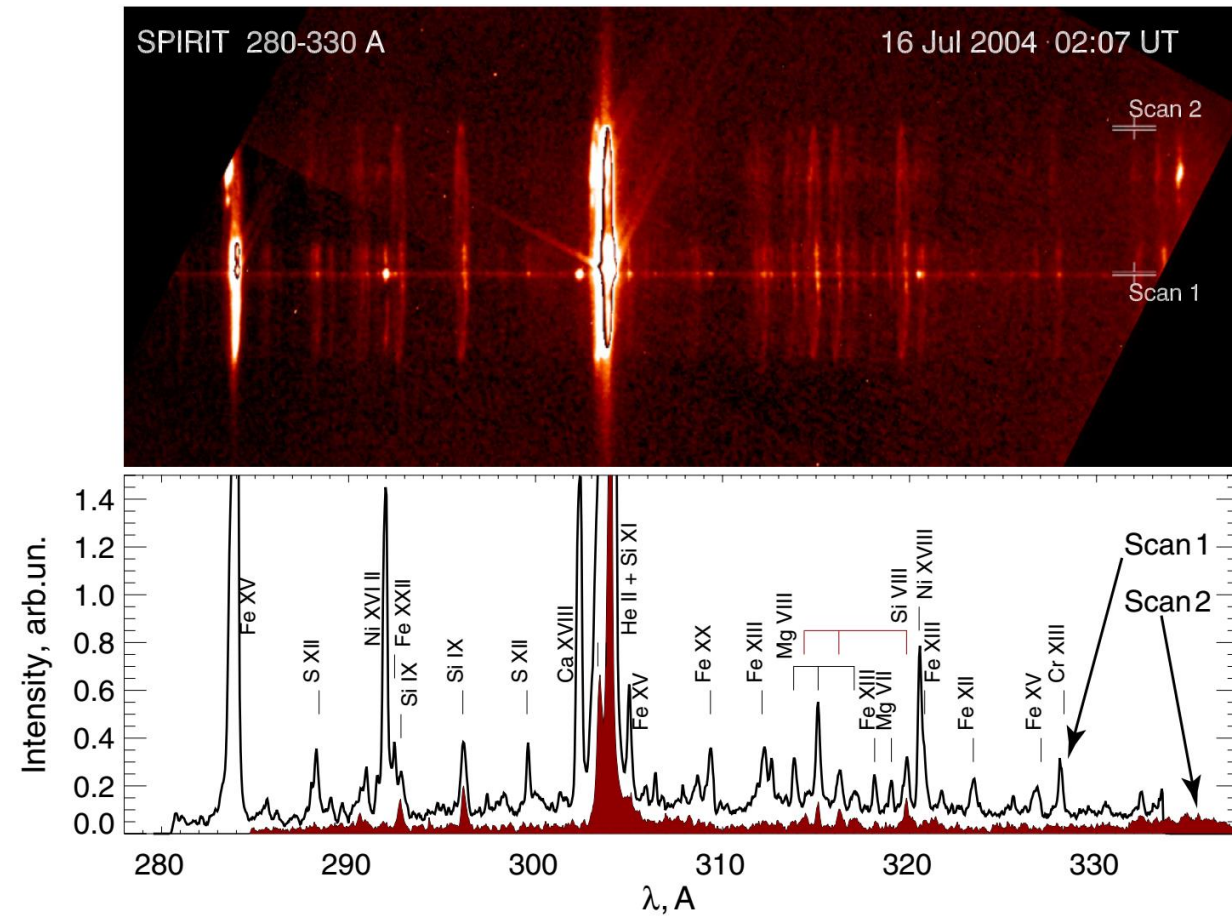 SPIRIT 280-330 A
16 Jul 2004 02:07 UT
Scan 2
Scan 1
Intensity, arb.un.
1.4
1.2
1.0
0.8
0.6
0.4
0.2
0.0
Fe XV
S XII
Ni XVI II
Fe XXII
Si IX
Si IX
S XII
Ca XVIII
He II + Si XI
Fe XV
Fe XX
Fe XIII
Mg VIII
Fe XIII
Mg VII
Si VIII
Ni XVIII
Fe XIII
Fe XII
Fe XV
Cr XIII
Scan 1
Scan 2
280
290
300
310
320
330
λ, A